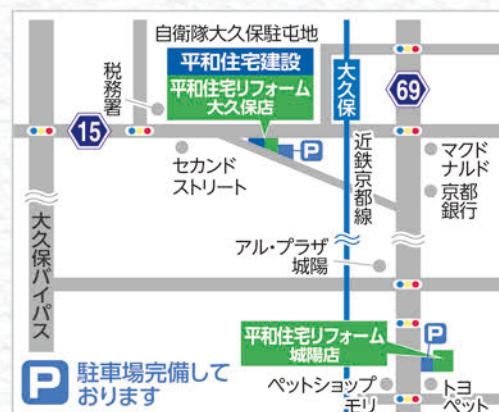 自衛隊大久保駐屯地
平和住宅建設
平和住宅リフォーム
大久保店
税務署
大久保
69
15
P
セカンド
ストリート
近鉄京都線
マクド
ナルド
京都
銀行
大久保バイパス
アル・プラザ
城陽
平和住宅リフォーム
城陽店
P
P
駐車場完備して
おります
ペットショップ
モリ
トヨ
ペット